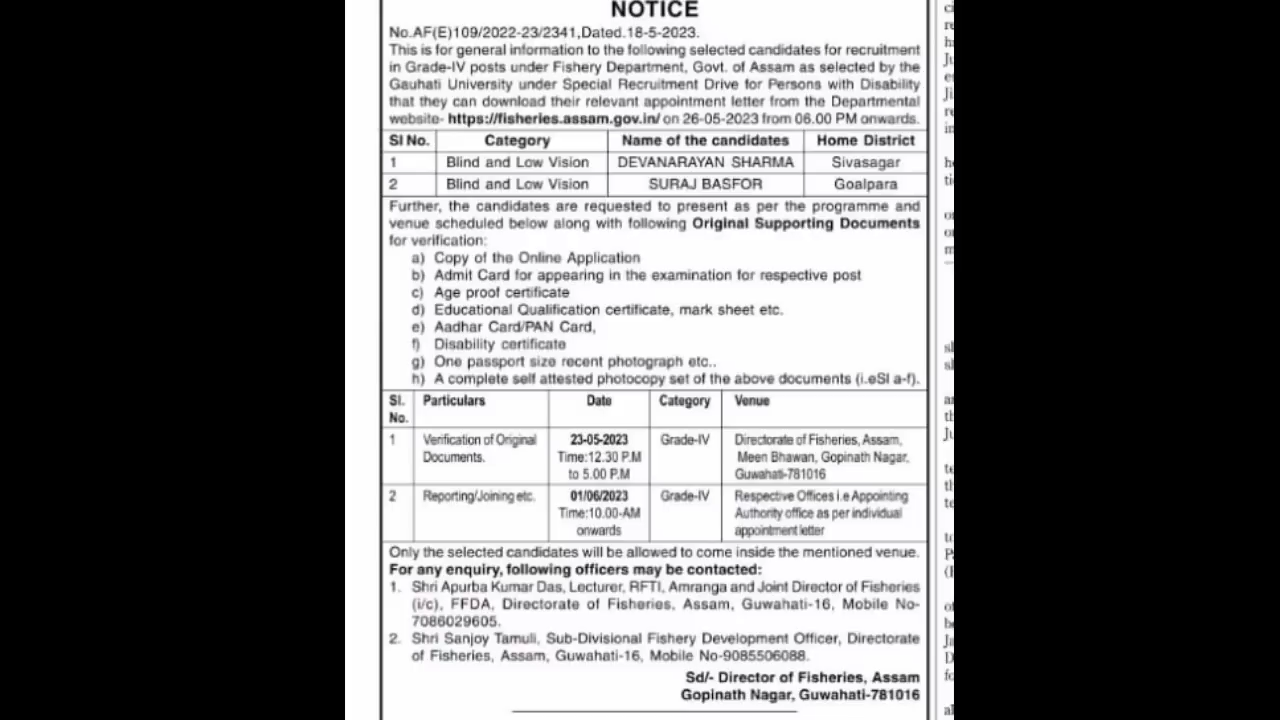 NOTICE
No.AF(E)109/2022-23/2341,Dated.18-5-2023.
This is for general information to the following selected candidates for recruitment
in Grade-IV posts under Fishery Department, Govt. of Assam as selected by the
Gauhati University under Special Recruitment Drive for Persons with Disability
that they can download their relevant appointment letter from the Departmental
website- https://fisheries.assam.gov.in/ on 26-05-2023 from 06.00 PM onwards.
Sl No. Category Name of the candidates Home District
1 Blind and Low Vision DEVANARAYAN SHARMA Sivasagar
2 Blind and Low Vision SURAJ BASFOR Goalpara
Further, the candidates are requested to present as per the programme and
venue scheduled below along with following Original Supporting Documents
for verification:
a) Copy of the Online Application
b) Admit Card for appearing in the examination for respective post
c) Age proof certificate
d) Educational Qualification certificate, mark sheet etc.
e) Aadhar Card/PAN Card,
f) Disability certificate
g) One passport size recent photograph etc..
h) A complete self attested photocopy set of the above documents (i.eSl a-f).
Sl. Particulars Date Category Venue
No.
1 Verification of Original 23-05-2023 Grade-IV Directorate of Fisheries, Assam,
Documents. Time:12.30 P.M Meen Bhawan, Gopinath Nagar,
to 5.00 P.M Guwahati-781016
2 Reporting/Joining etc. 01/06/2023 Grade-IV Respective Offices i.e Appointing
Time:10.00-AM Authority office as per individual
onwards appointment letter
Only the selected candidates will be allowed to come inside the mentioned venue.
For any enquiry, following officers may be contacted:
1. Shri Apurba Kumar Das, Lecturer, RFTI, Amranga and Joint Director of Fisheries
(i/c), FFDA, Directorate of Fisheries, Assam, Guwahati-16, Mobile No-
7086029605.
2. Shri Sanjoy Tamuli, Sub-Divisional Fishery Development Officer, Directorate
of Fisheries, Assam, Guwahati-16, Mobile No-9085506088.
Sd/- Director of Fisheries, Assam
Gopinath Nagar, Guwahati-781016